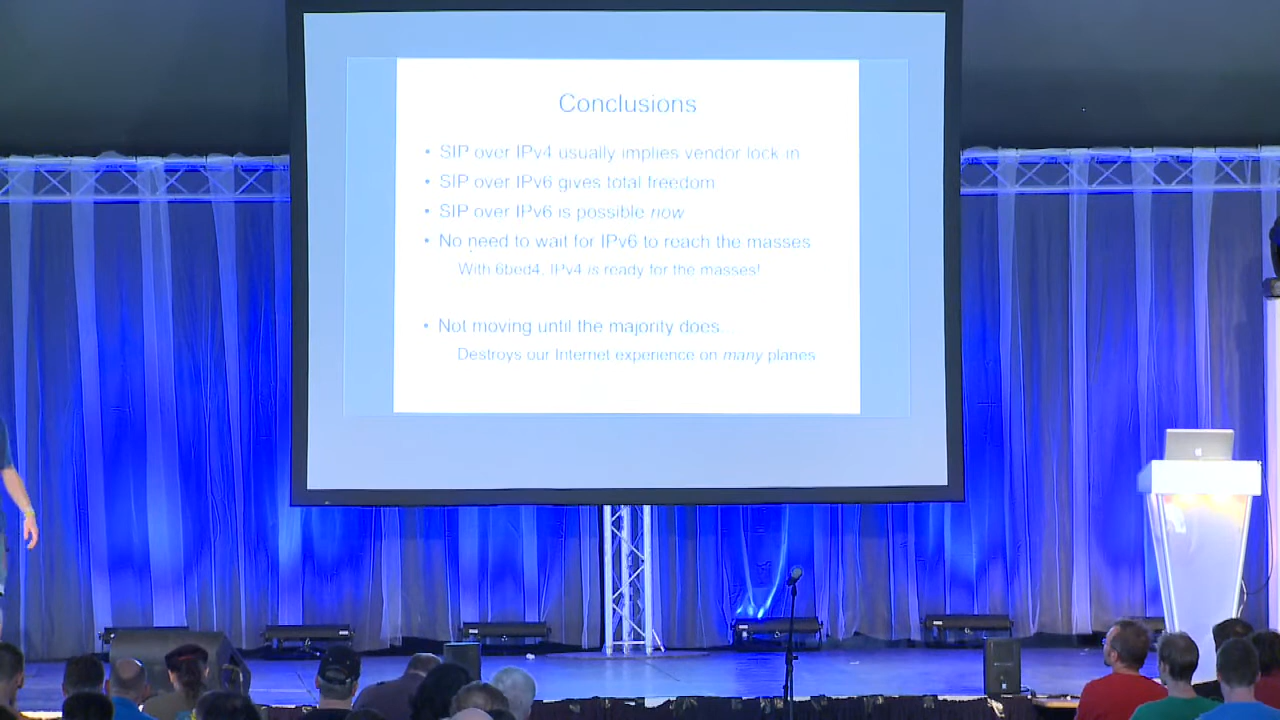 Conclusions
• SIP over IPv4 usually implies vendor lock in
• SIP over IPv6 gives total freedom
• SIP over IPv6 is possible now
• No need to wait for IPv6 to reach the masses
With 6bed4, IPv4 is ready for the masses!
• Not moving until the majority does...
Destroys our Internet experience on many planes